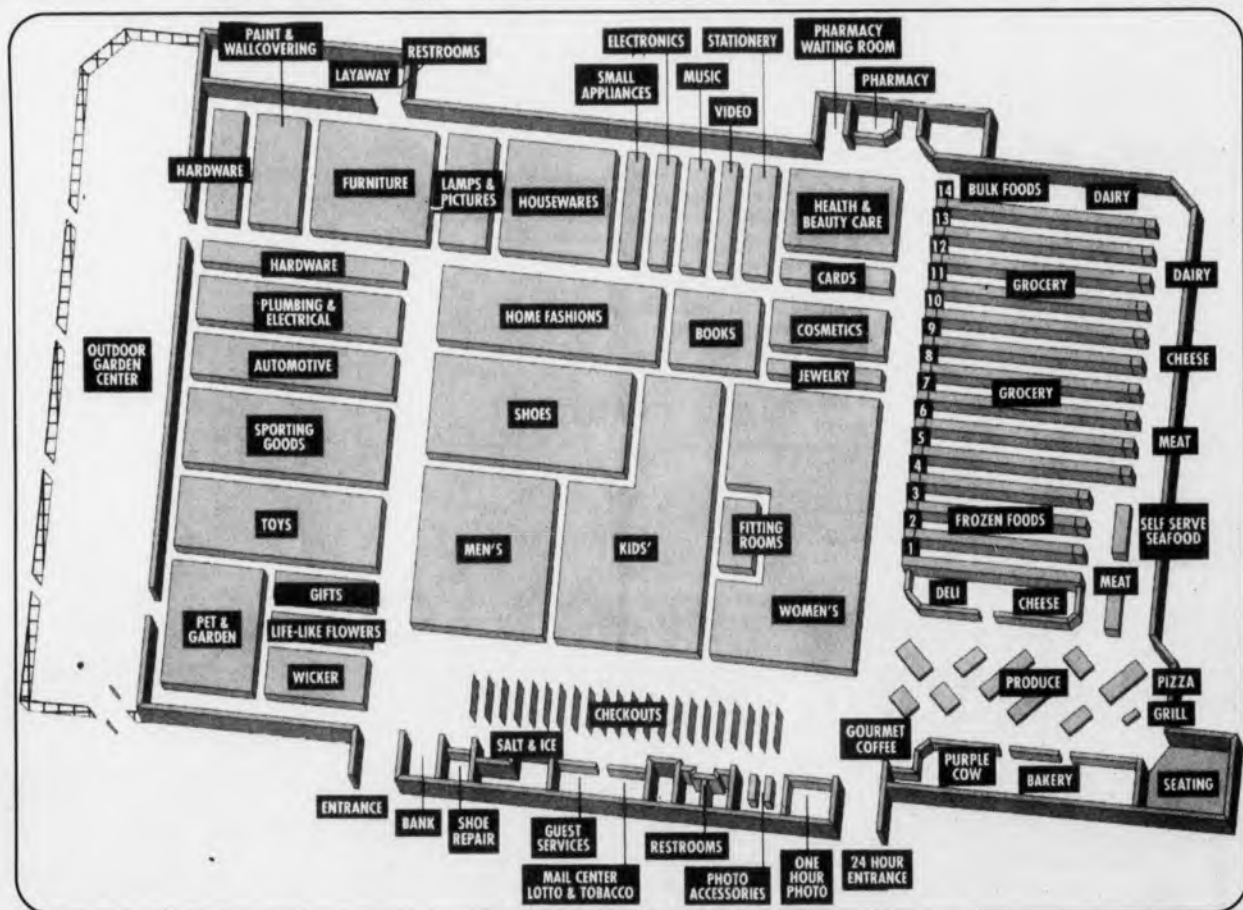 PAINT &
WALLCOVERING
RESTROOMS
LAYAWAY
ELECTRONICS
STATIONERY
PHARMACY
WAITING ROOM
SMALL
APPLIANCES
MUSIC
PHARMACY
VIDEO
HARDWARE
FURNITURE
LAMPS &
PICTURES
HOUSEWARES
HEALTH &
BEAUTY CARE
14
BULK FOODS
DAIRY
13
12
HARDWARE
CARDS
11
GROCERY
DAIRY
PLUMBING &
ELECTRICAL
HOME FASHIONS
BOOKS
COSMETICS
10
9
OUTDOOR
GARDEN
CENTER
AUTOMOTIVE
JEWELRY
8
CHEESE
7
GROCERY
SPORTING
GOODS
SHOES
6
5
MEAT
4
3
TOYS
MEN'S
KIDS'
FITTING
ROOMS
2
FROZEN FOODS
SELF SERVE
SEAFOOD
1
GIFTS
DELI
CHEESE
MEAT
PET &
GARDEN
LIFE-LIKE FLOWERS
WOMEN'S
WICKER
PRODUCE
PIZZA
CHECKOUTS
GRILL
SALT & ICE
GOURMET
COFFEE
PURPLE
COW
BAKERY
SEATING
ENTRANCE
BANK
SHOE
REPAIR
GUEST
SERVICES
RESTROOMS
MAIL CENTER
LOTTO & TOBACCO
PHOTO
ACCESSORIES
ONE
HOUR
PHOTO
24 HOUR
ENTRANCE